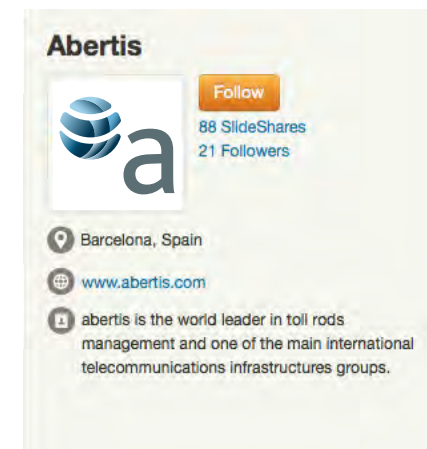 Abertis
a
Follow
88 SlideShares
21 Followers
Barcelona, Spain
www.abertis.com
abertis is the world leader in toll rods
management and one of the main international
telecommunications infrastructures groups.